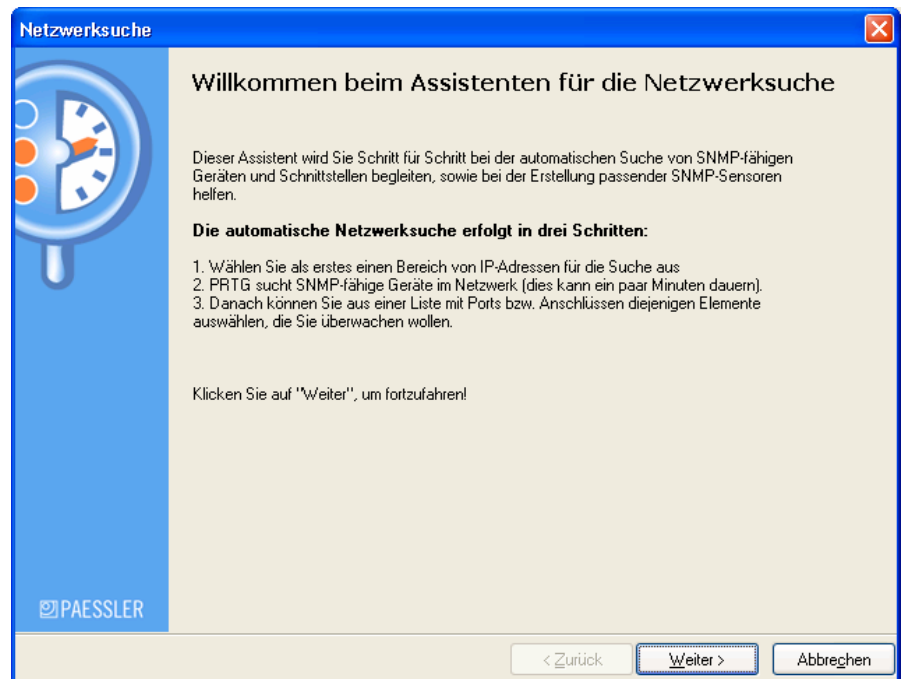 Netzwerksuche
Willkommen beim Assistenten für die Netzwerksuche
Dieser Assistent wird Sie Schritt für Schritt bei der automatischen Suche von SNMP-fähigen
Geräten und Schnittstellen begleiten, sowie bei der Erstellung passender SNMP-Sensoren
helfen.
Die automatische Netzwerksuche erfolgt in drei Schritten:
1. Wählen Sie als erstes einen Bereich von IP-Adressen für die Suche aus
2. PRTG sucht SNMP-fähige Geräte im Netzwerk (dies kann ein paar Minuten dauern).
3. Danach können Sie aus einer Liste mit Ports bzw. Anschlüssen diejenigen Elemente
auswählen, die Sie überwachen wollen.
Klicken Sie auf "Weiter", um fortzufahren!
PAESSLER
< Zurück
Weiter >
Abbrechen